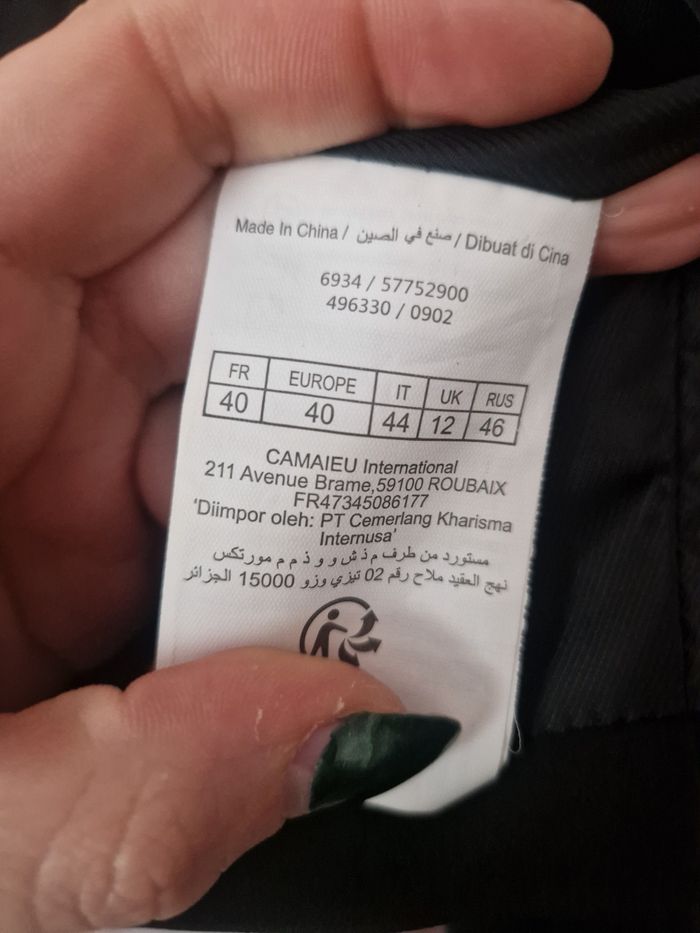 Made In China / صنع في الصين / Dibuat di Cina
6934 / 57752900
496330 / 0902
FR EUROPE IT UK RUS
40 40 44 12 46
CAMAIEU International
211 Avenue Brame,59100 ROUBAIX
FR47345086177
'Diimpor oleh: PT Cemerlang Kharisma
Internusa'
مستورد من طرف م ذ ش و و ذ م م مورتكس
نهج العقيد ملاح رقم 02 تيزي وزو 15000 الجزائر